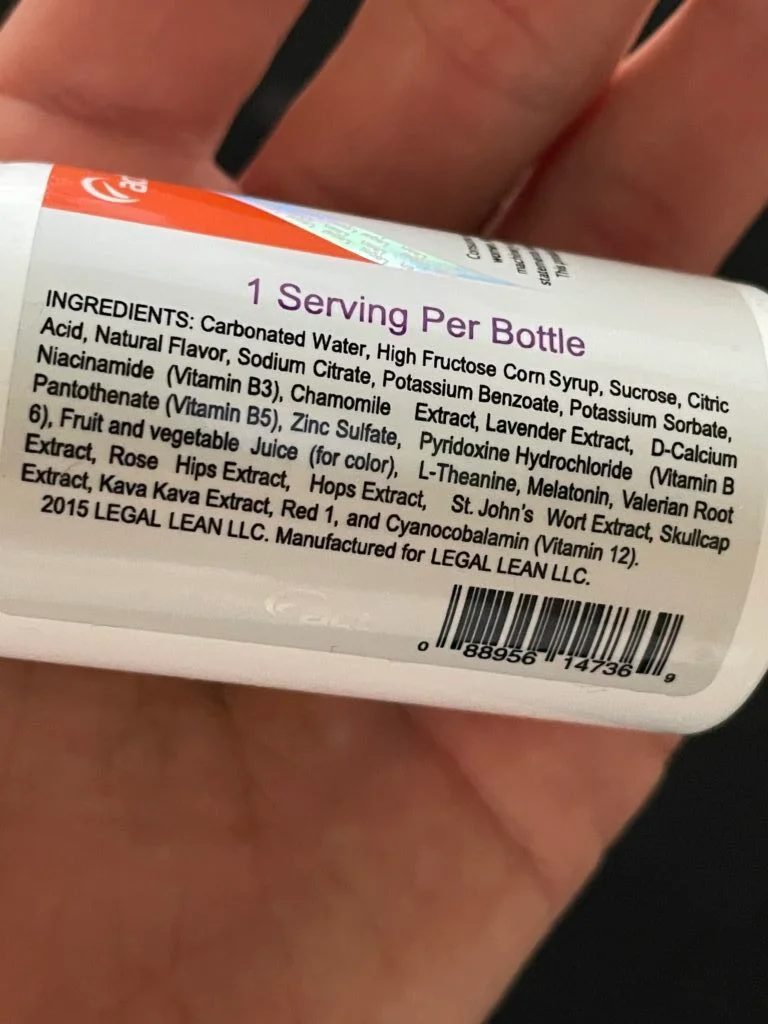 act
1 Serving Per Bottle
INGREDIENTS: Carbonated Water, High Fructose Corn Syrup, Sucrose, Citric
Acid, Natural Flavor, Sodium Citrate, Potassium Benzoate, Potassium Sorbate,
Niacinamide (Vitamin B3), Chamomile Extract, Lavender Extract, D-Calcium
Pantothenate (Vitamin B5), Zinc Sulfate, Pyridoxine Hydrochloride (Vitamin B
6), Fruit and vegetable Juice (for color), L-Theanine, Melatonin, Valerian Root
Extract, Rose Hips Extract, Hops Extract, St. John's Wort Extract, Skullcap
Extract, Kava Kava Extract, Red 1, and Cyanocobalamin (Vitamin 12).
2015 LEGAL LEAN LLC. Manufactured for LEGAL LEAN LLC.
0 88956 14736 9